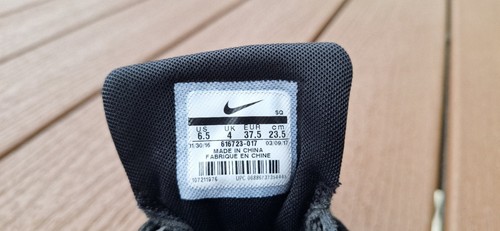 SQ
US UK EUR cm
6.5 4 37.5 23.5
11/30/16 616723-017 03/09/17
MADE IN CHINA
FABRIQUE EN CHINE